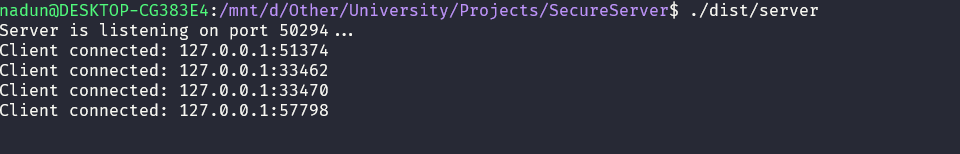 nadun@DESKTOP-CG383E4:/mnt/d/Other/University/Projects/SecureServer$ ./dist/server
Server is listening on port 50294...
Client connected: 127.0.0.1:51374
Client connected: 127.0.0.1:33462
Client connected: 127.0.0.1:33470
Client connected: 127.0.0.1:57798